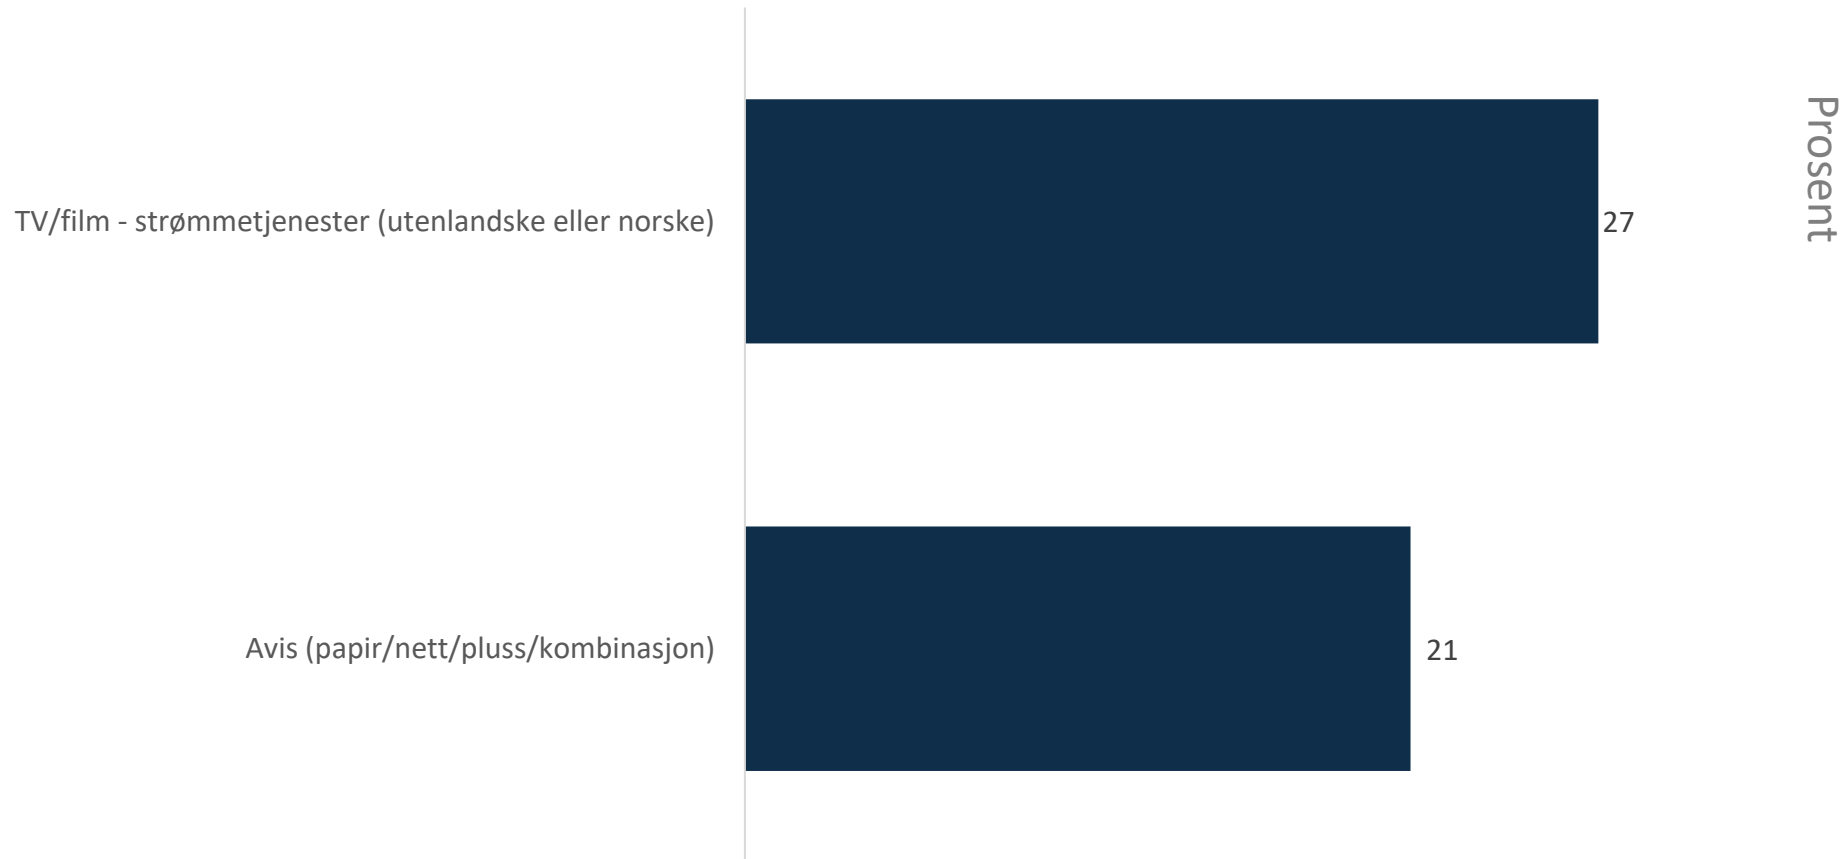 TV/film - strømmetjenester (utenlandske eller norske)
27
Avis (papir/nett/pluss/kombinasjon)
21
Prosent